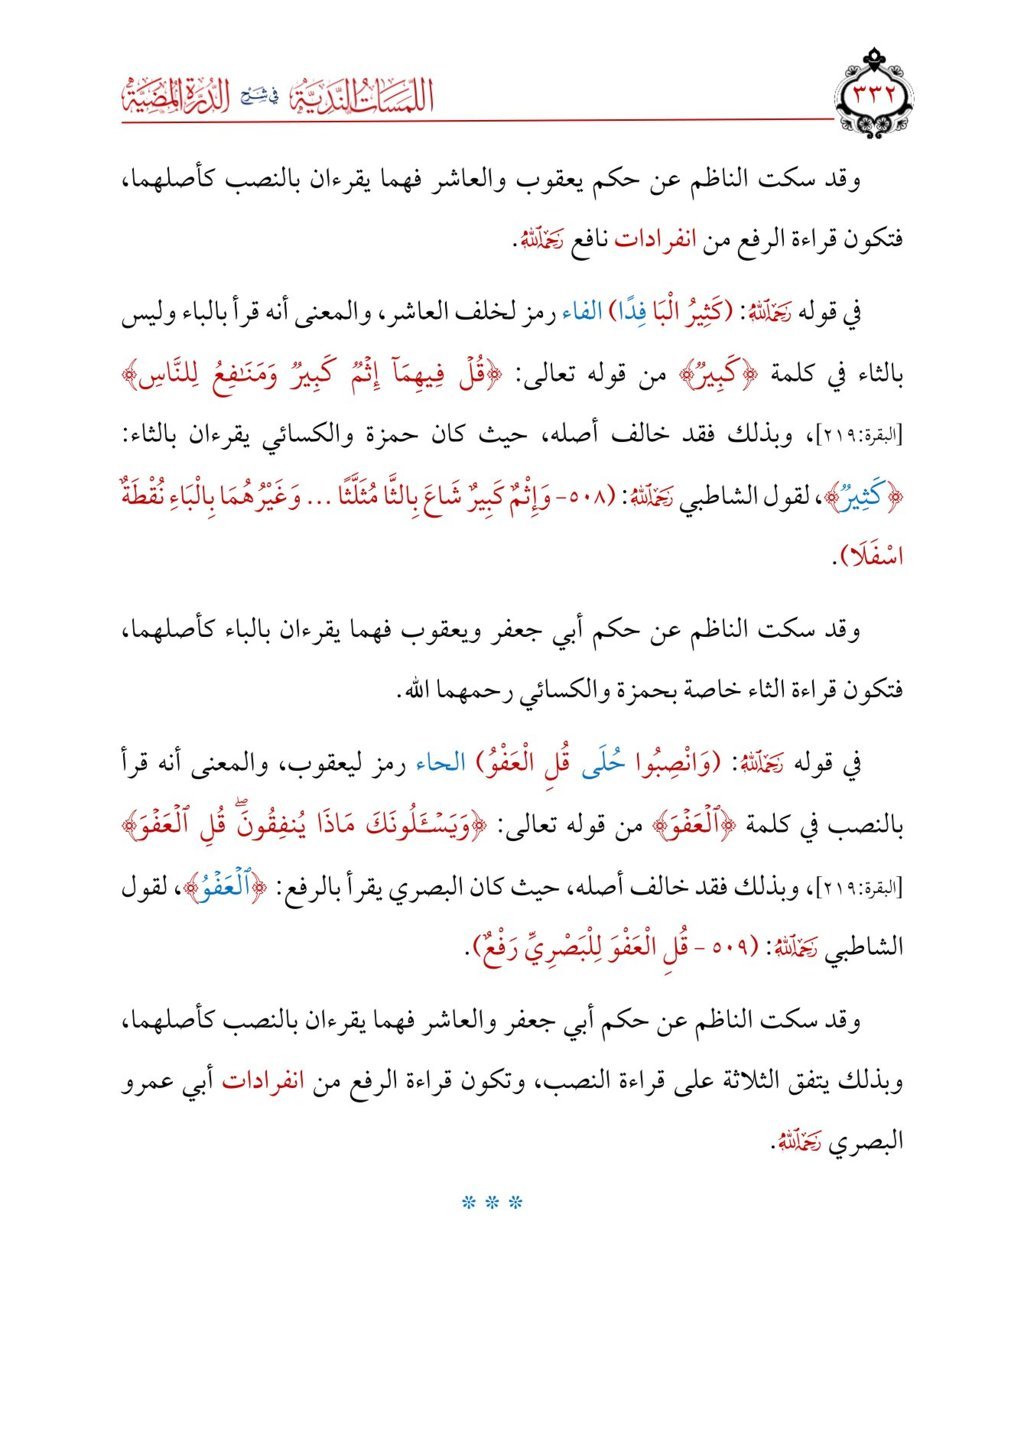 ٣٣٢
اللمسات الندية في شرح الدرة المضية
وقد سكت الناظم عن حكم يعقوب والعاشر فهما يقرءان بالنصب كأصلهما،
فتكون قراءة الرفع من انفرادات نافع رَحِمَهُ ٱللَّهُ.
في قوله رَحِمَهُ ٱللَّهُ: (كَثِيرُ الْبَا فِدًا) الفاء رمز لخلف العاشر، والمعنى أنه قرأ بالباء وليس
بالثاء في كلمة ﴿كَبِيرٞ﴾ من قوله تعالى: ﴿قُلۡ فِيهِمَآ إِثۡمٞ كَبِيرٞ وَمَنَٰفِعُ لِلنَّاسِ﴾
[البقرة:٢١٩]، وبذلك فقد خالف أصله، حيث كان حمزة والكسائي يقرءان بالثاء:
﴿كَثِيرٞ﴾، لقول الشاطبي رَحِمَهُ ٱللَّهُ: (٥٠٨- وَإِثْمٌ كَبِيرٌ شَاعَ بِالثَّا مُثَلَّثًا ... وَغَيْرُهُمَا بِالْبَاءِ نُقْطَةٌ
اسْفَلَا).
وقد سكت الناظم عن حكم أبي جعفر ويعقوب فهما يقرءان بالباء كأصلهما،
فتكون قراءة الثاء خاصة بحمزة والكسائي رحمهما الله.
في قوله رَحِمَهُ ٱللَّهُ: (وَانْصِبُوا حُلَى قُلِ الْعَفْوُ) الحاء رمز ليعقوب، والمعنى أنه قرأ
بالنصب في كلمة ﴿ٱلۡعَفۡوَ﴾ من قوله تعالى: ﴿وَيَسۡـَٔلُونَكَ مَاذَا يُنفِقُونَۖ قُلِ ٱلۡعَفۡوَ﴾
[البقرة:٢١٩]، وبذلك فقد خالف أصله، حيث كان البصري يقرأ بالرفع: ﴿ٱلۡعَفۡوُ﴾، لقول
الشاطبي رَحِمَهُ ٱللَّهُ: (٥٠٩ - قُلِ الْعَفْوَ لِلْبَصْرِيِّ رَفْعٌ).
وقد سكت الناظم عن حكم أبي جعفر والعاشر فهما يقرءان بالنصب كأصلهما،
وبذلك يتفق الثلاثة على قراءة النصب، وتكون قراءة الرفع من انفرادات أبي عمرو
البصري رَحِمَهُ ٱللَّهُ.
* * *